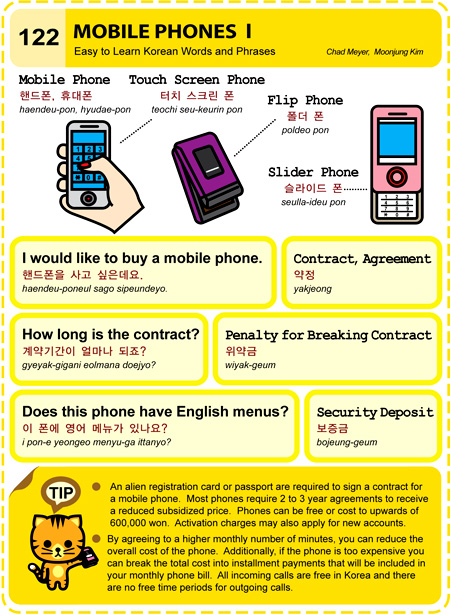 122
MOBILE PHONES I
Easy to Learn Korean Words and Phrases
Chad Meyer, Moonjung Kim
Mobile Phone
핸드폰, 휴대폰
haendeu-pon, hyudae-pon
Touch Screen Phone
터치 스크린 폰
teochi seu-keurin pon
Flip Phone
폴더 폰
poldeo pon
Slider Phone
슬라이드 폰
seulla-ideu pon
I would like to buy a mobile phone.
핸드폰을 사고 싶은데요.
haendeu-poneul sago sipeundeyo.
Contract, Agreement
약정
yakjeong
How long is the contract?
계약기간이 얼마나 되죠?
gyeyak-gigani eolmana doejyo?
Penalty for Breaking Contract
위약금
wiyak-geum
Does this phone have English menus?
이 폰에 영어 메뉴가 있나요?
i pon-e yeongeo menyu-ga ittanyo?
Security Deposit
보증금
bojeung-geum
TIP
An alien registration card or passport are required to sign a contract for
a mobile phone. Most phones require 2 to 3 year agreements to receive
a reduced subsidized price. Phones can be free or cost to upwards of
600,000 won. Activation charges may also apply for new accounts.
By agreeing to a higher monthly number of minutes, you can reduce the
overall cost of the phone. Additionally, if the phone is too expensive you
can break the total cost into installment payments that will be included in
your monthly phone bill. All incoming calls are free in Korea and there
are no free time periods for outgoing calls.